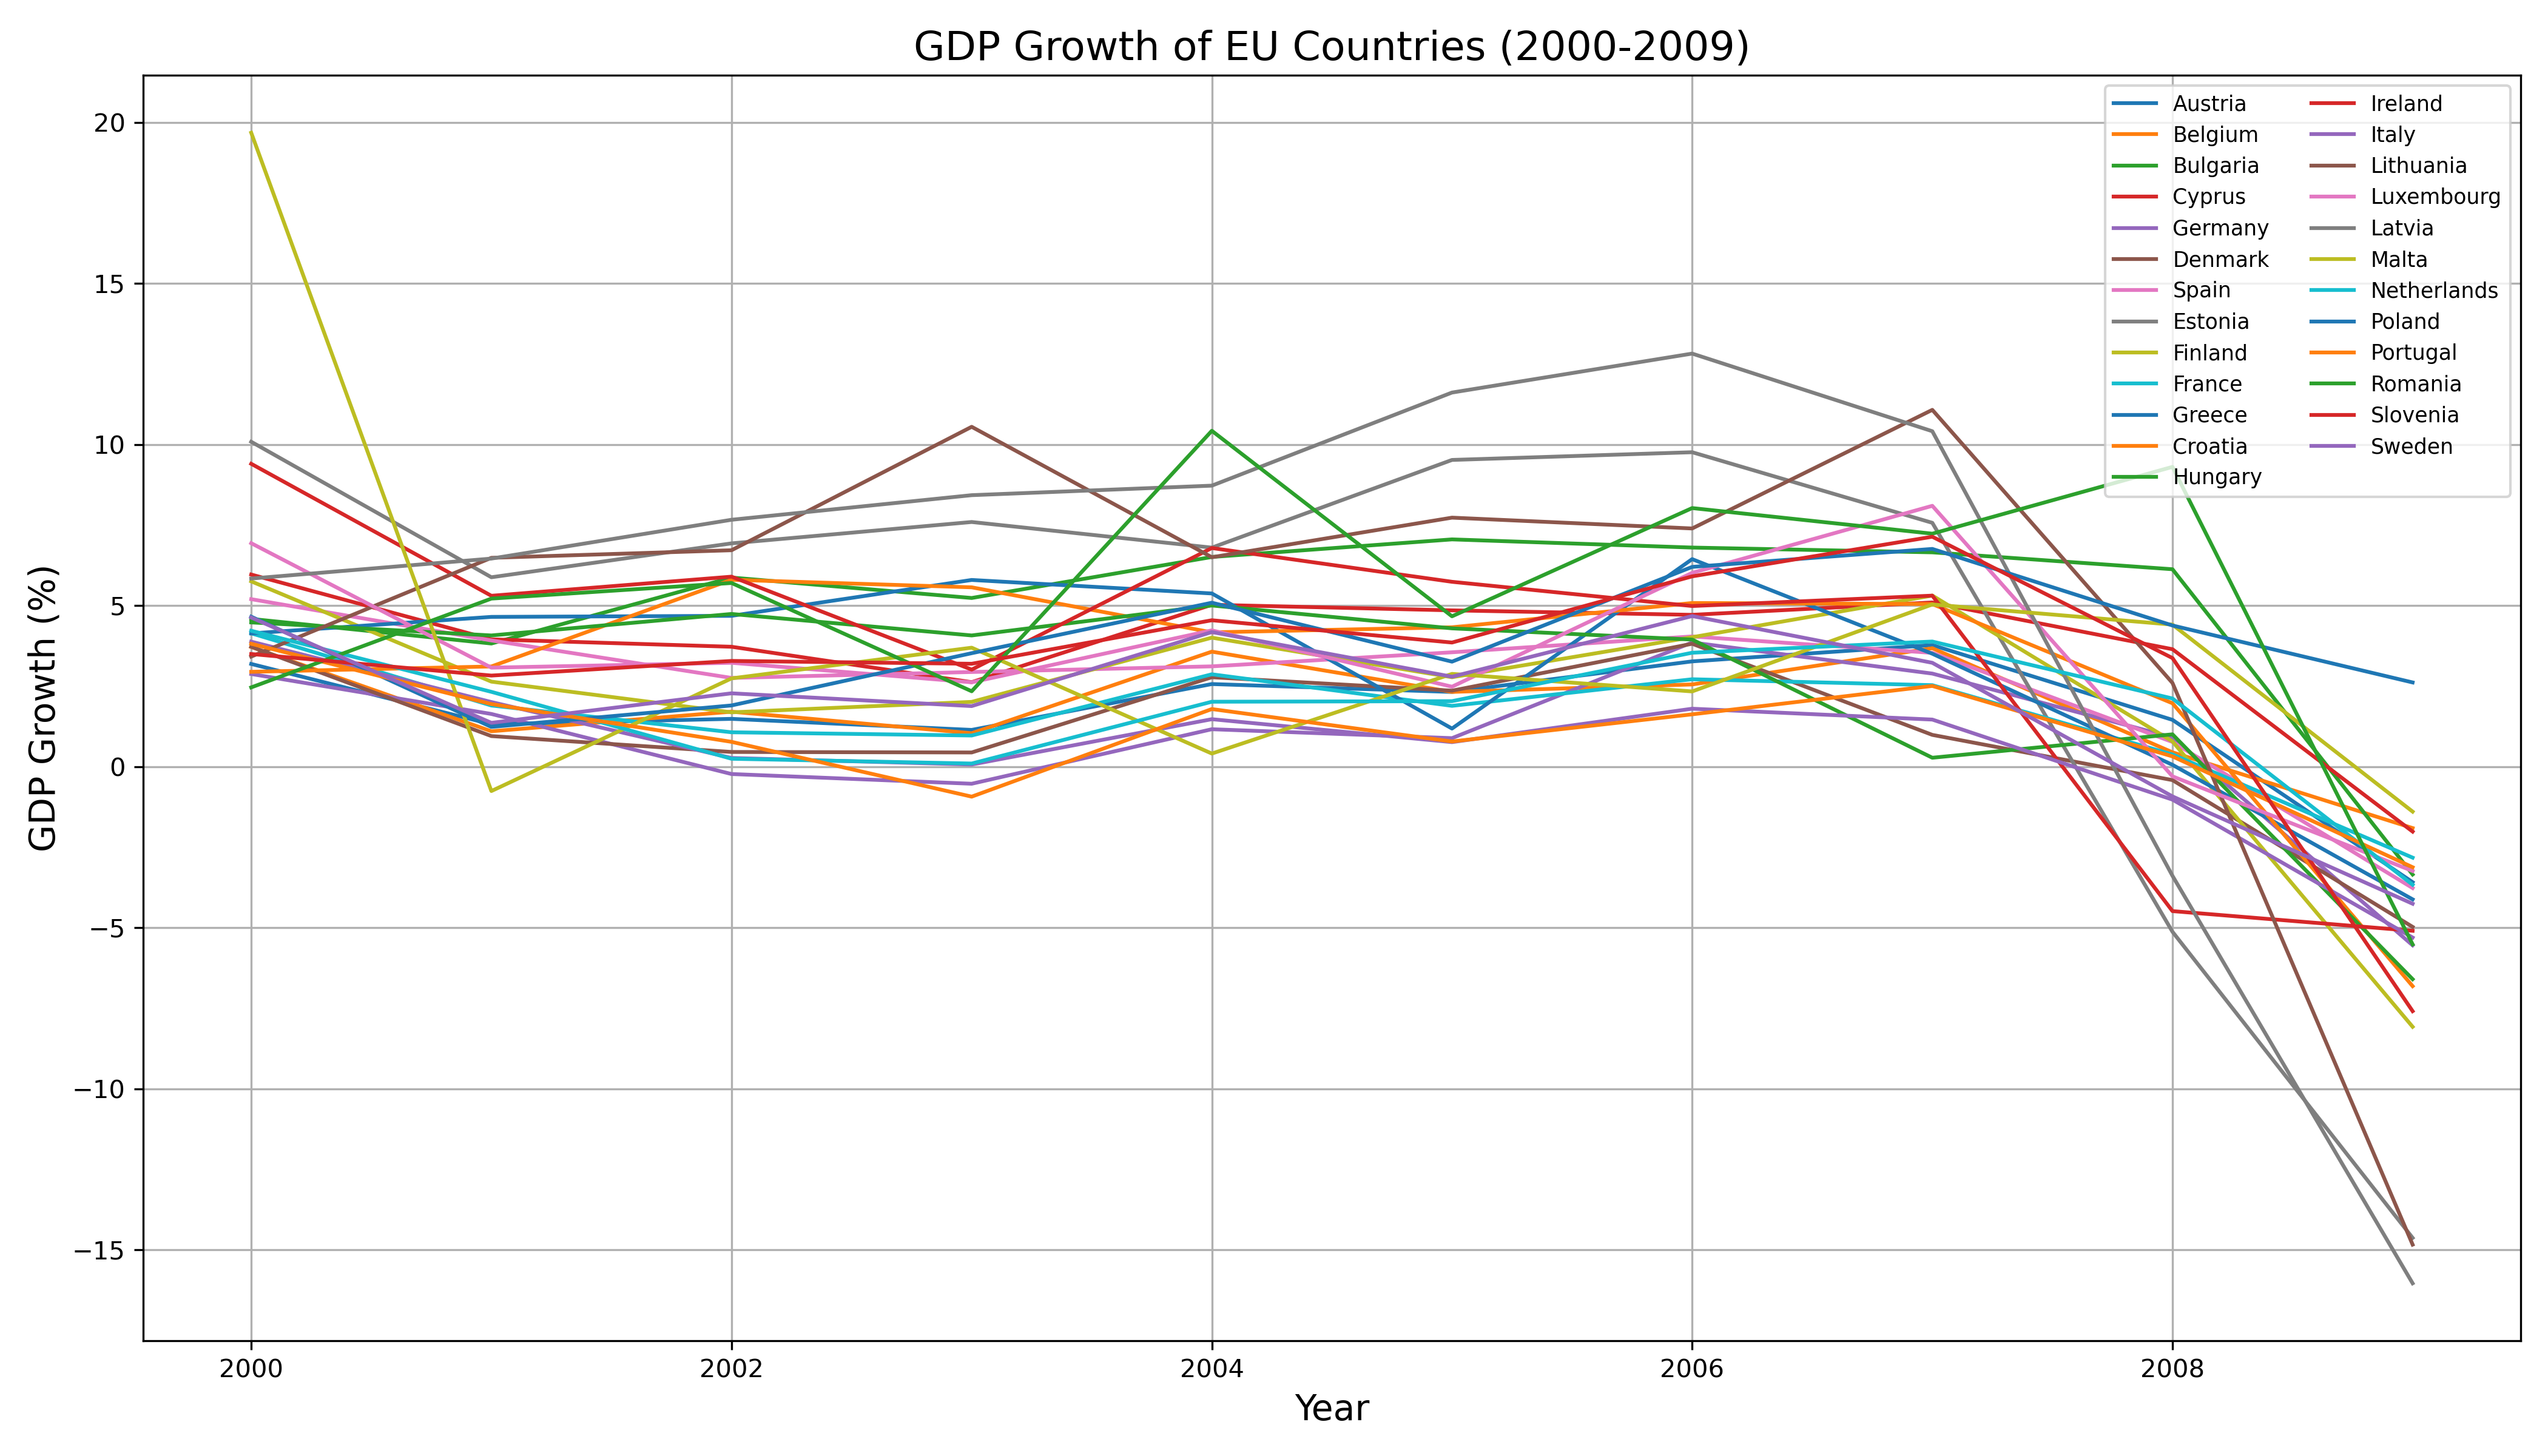 GDP Growth of EU Countries (2000-2009)
GDP Growth (%)
20
15
10
5
0
−5
−10
−15
2000
2002
2004
2006
2008
Year
Austria
Belgium
Bulgaria
Cyprus
Germany
Denmark
Spain
Estonia
Finland
France
Greece
Croatia
Hungary
Ireland
Italy
Lithuania
Luxembourg
Latvia
Malta
Netherlands
Poland
Portugal
Romania
Slovenia
Sweden